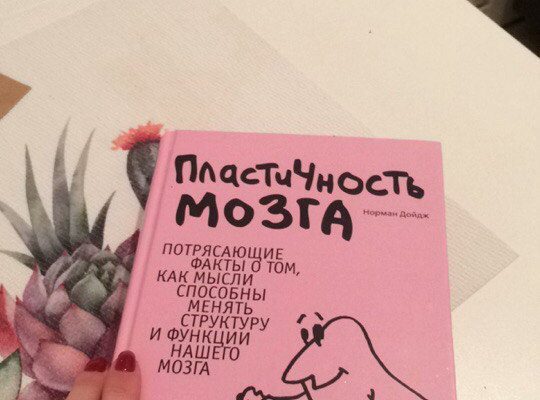 ПластиЧность
мозга
Норман Дойдж
ПОТРЯСАЮЩИЕ
ФАКТЫ О ТОМ,
КАК МЫСЛИ
СПОСОБНЫ
МЕНЯТЬ
СТРУКТУРУ
И ФУНКЦИИ
НАШЕГО
МОЗГА